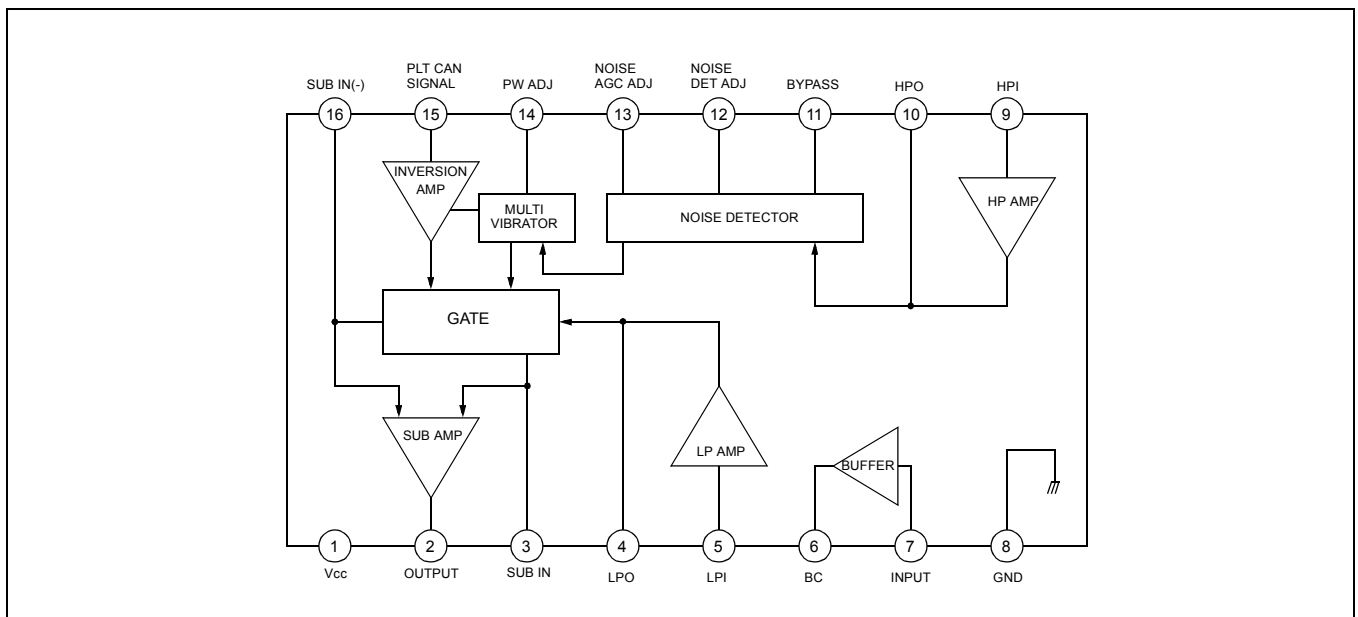 SUB IN(-)
PLT CAN
SIGNAL
PW ADJ
NOISE
AGC ADJ
NOISE
DET ADJ
BYPASS
HPO
HPI
16
15
14
13
12
11
10
9
INVERSION
AMP
MULTI
VIBRATOR
NOISE DETECTOR
HP AMP
GATE
SUB AMP
LP AMP
BUFFER
1
2
3
4
5
6
7
8
Vcc
OUTPUT
SUB IN
LPO
LPI
BC
INPUT
GND